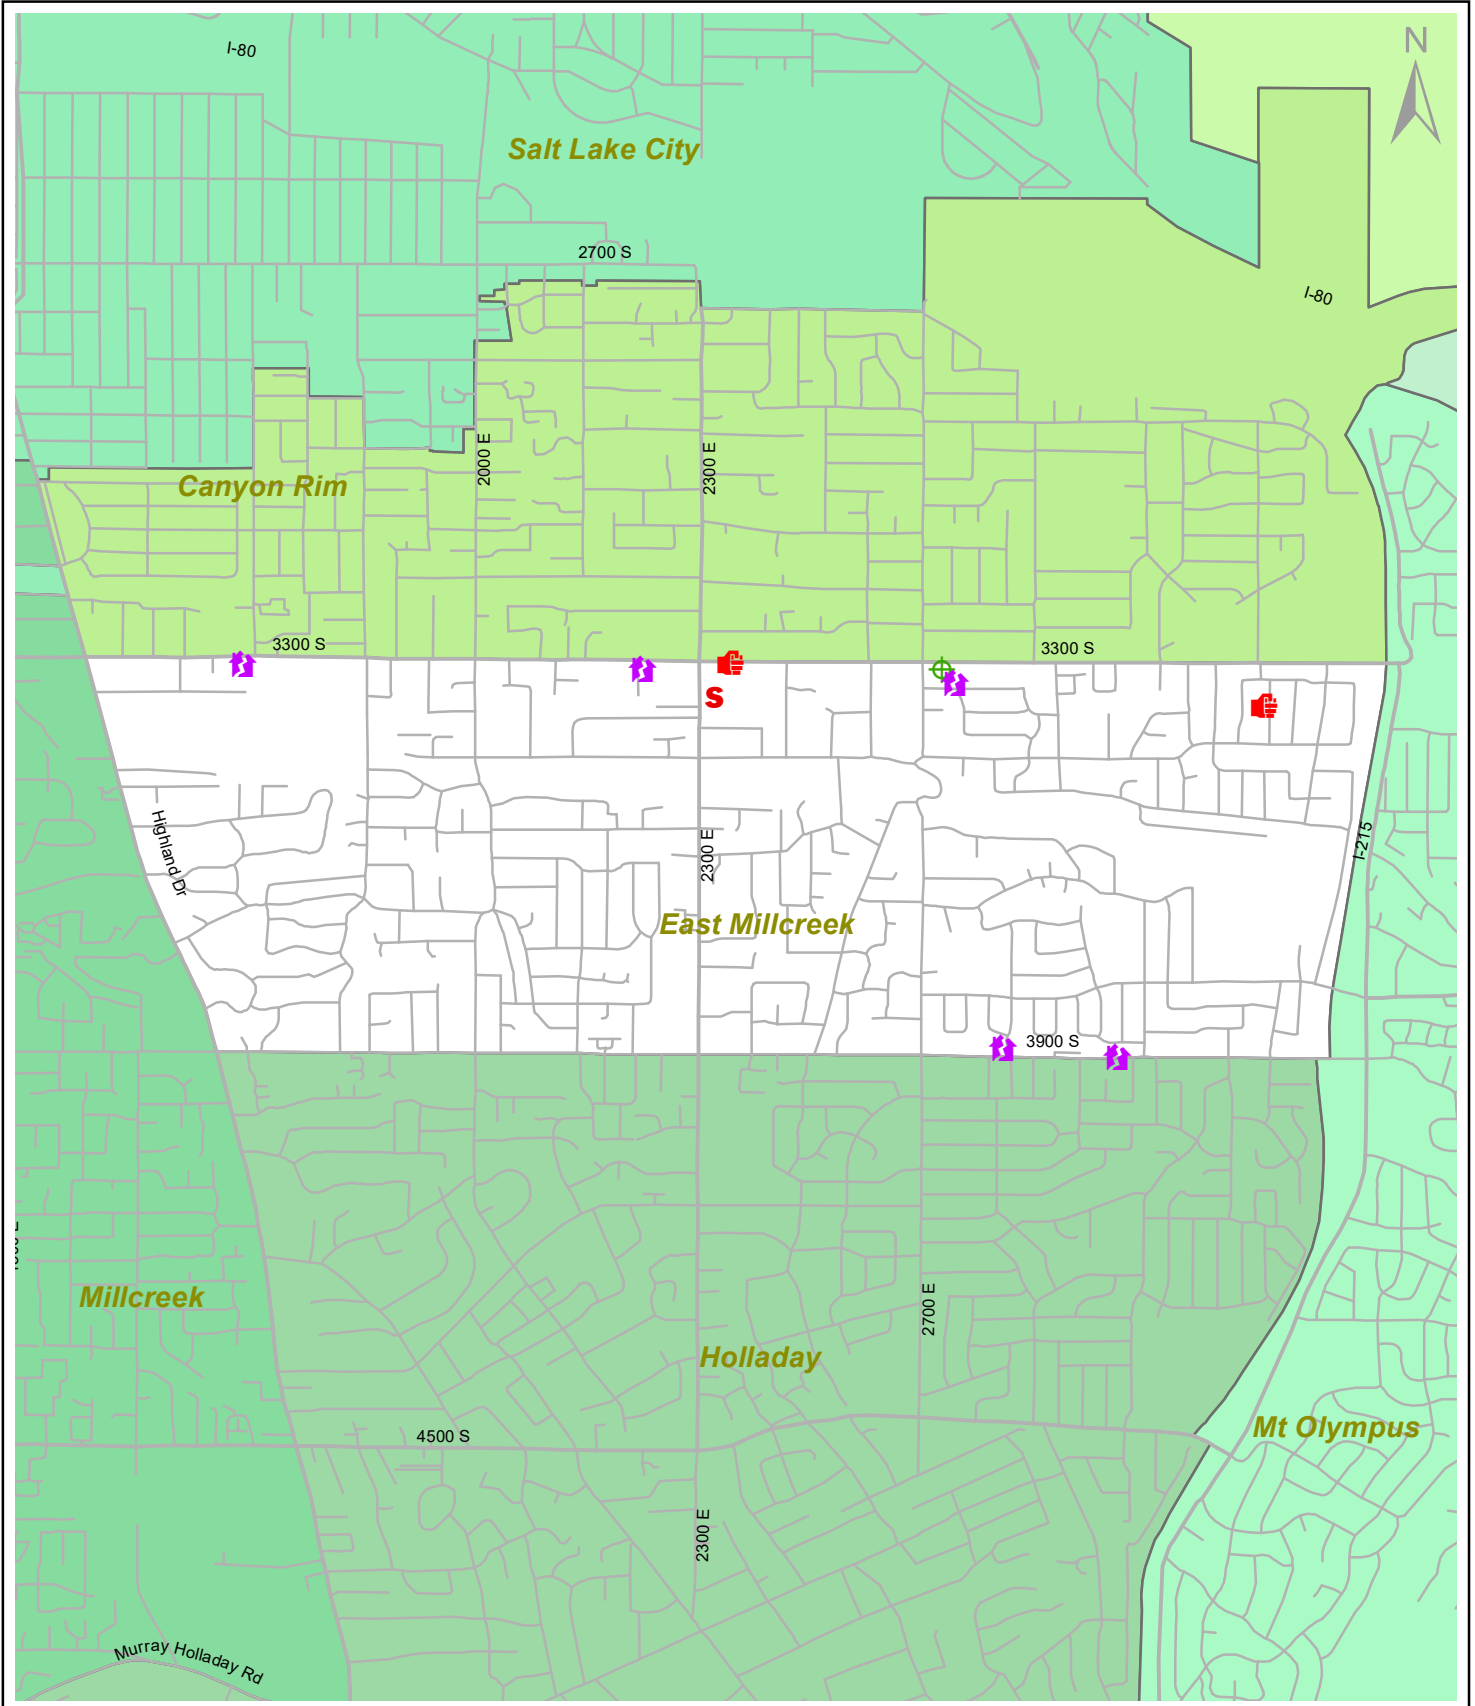 I-80
N
Salt Lake City
2700 S
I-80
2000 E
2300 E
Canyon Rim
3300 S
3300 S
S
Highland Dr
2300 E
I-215
East Millcreek
3900 S
Millcreek
2700 E
Holladay
4500 S
Mt Olympus
2300 E
Murray Holladay Rd